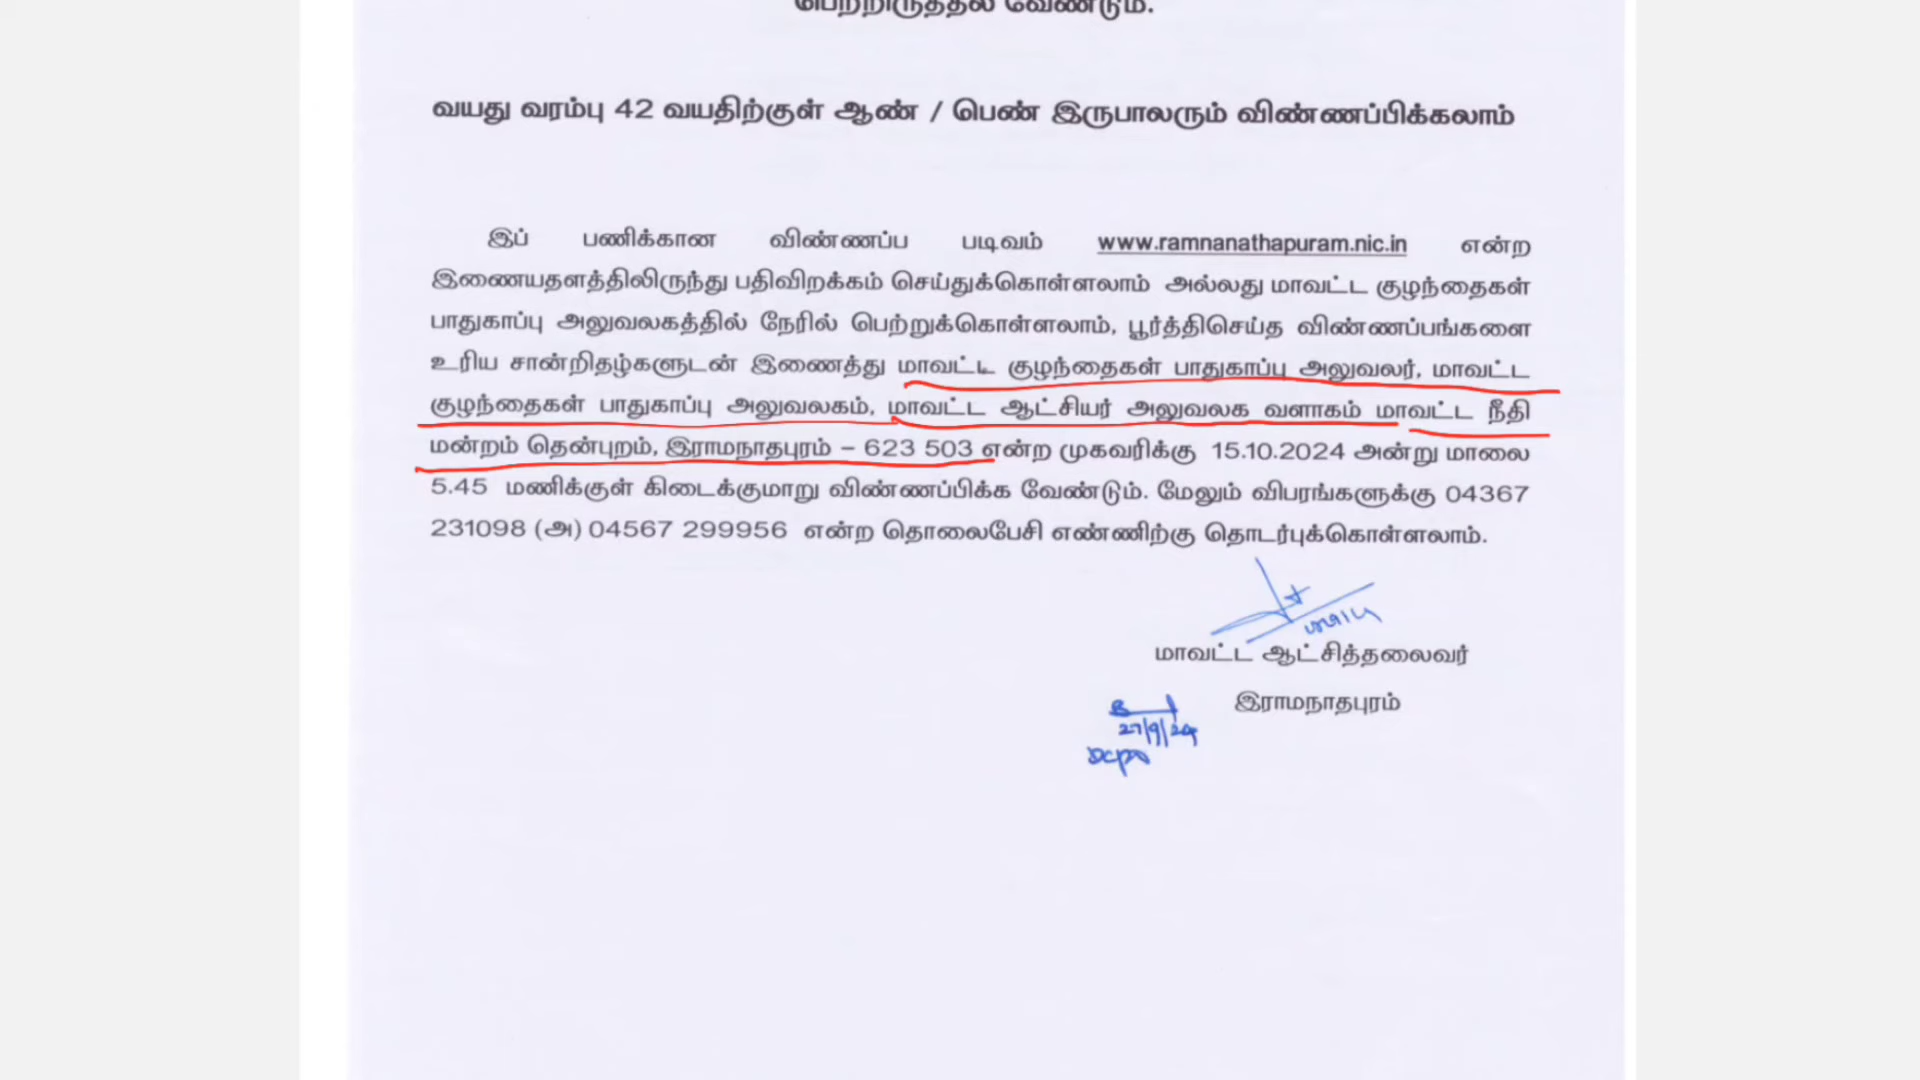 பெற்றிருத்தல் வேண்டும்.
வயது வரம்பு 42 வயதிற்குள் ஆண் / பெண் இருபாலரும் விண்ணப்பிக்கலாம்
இப் பணிக்கான விண்ணப்ப படிவம் www.ramnanathapuram.nic.in என்ற
இணையதளத்திலிருந்து பதிவிறக்கம் செய்துக்கொள்ளலாம் அல்லது மாவட்ட குழந்தைகள்
பாதுகாப்பு அலுவலகத்தில் நேரில் பெற்றுக்கொள்ளலாம், பூர்த்திசெய்த விண்ணப்பங்களை
உரிய சான்றிதழ்களுடன் இணைத்து மாவட்டி குழந்தைகள் பாதுகாப்பு அலுவலர், மாவட்ட
குழந்தைகள் பாதுகாப்பு அலுவலகம், மாவட்ட ஆட்சியர் அலுவலக வளாகம் மாவட்ட நீதி
மன்றம் தென்புறம், இராமநாதபுரம் – 623 503 என்ற முகவரிக்கு 15.10.2024 அன்று மாலை
5.45 மணிக்குள் கிடைக்குமாறு விண்ணப்பிக்க வேண்டும். மேலும் விபரங்களுக்கு 04367
231098 (அ) 04567 299956 என்ற தொலைபேசி எண்ணிற்கு தொடர்புக்கொள்ளலாம்.
மாவட்ட ஆட்சித்தலைவர்
இராமநாதபுரம்
27/9/24
DCPO